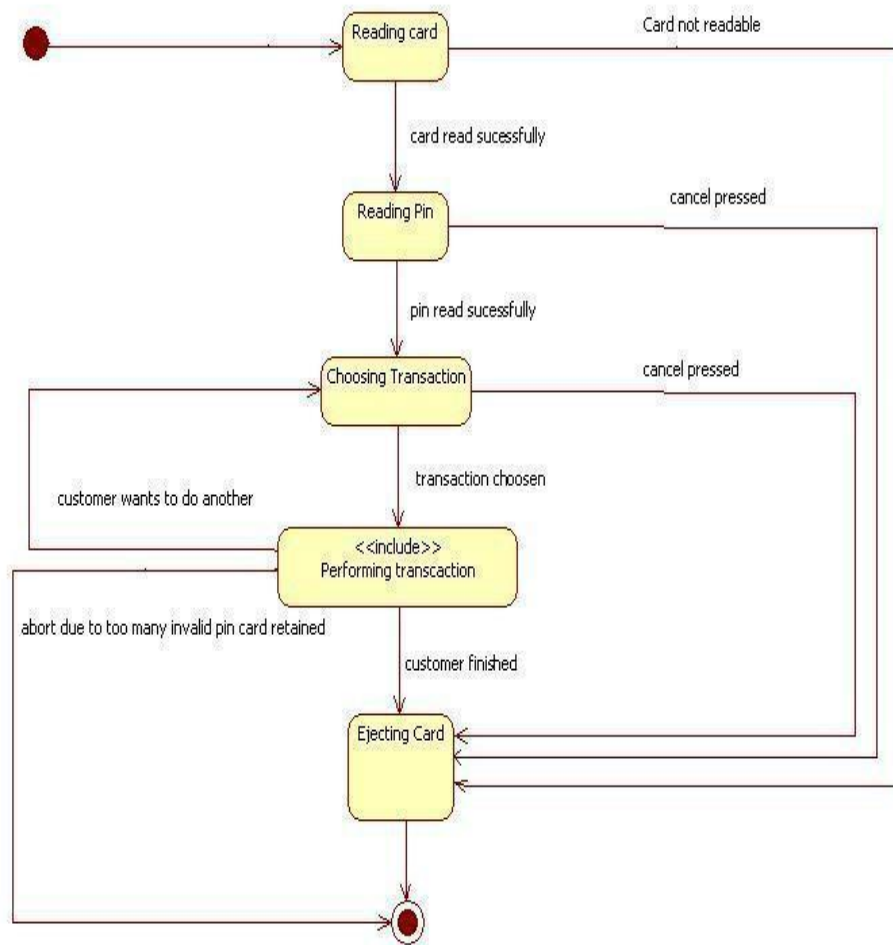 Reading card
Card not readable
card read sucessfully
Reading Pin
cancel pressed
pin read sucessfully
Choosing Transaction
cancel pressed
transaction choosen
customer wants to do another
<<include>>
Performing transcaction
abort due to too many invalid pin card retained
customer finished
Ejecting Card